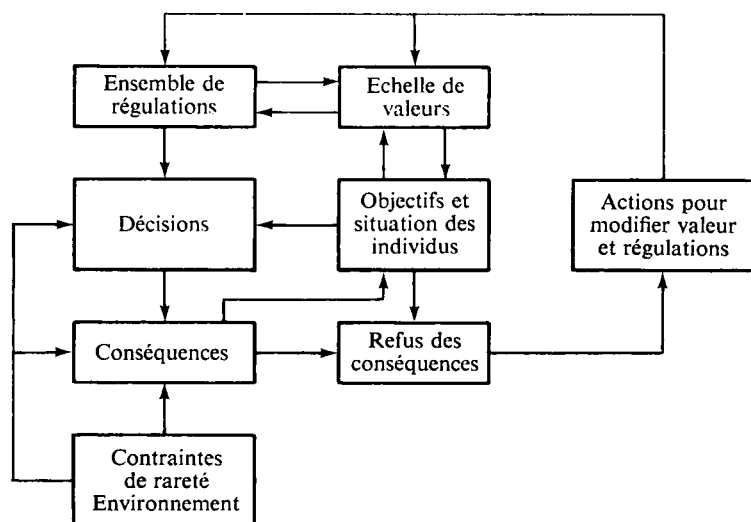 Ensemble de
régulations
Echelle de
valeurs
Décisions
Objectifs et
situation des
individus
Actions pour
modifier valeur
et régulations
Conséquences
Refus des
conséquences
Contraintes
de rareté
Environnement